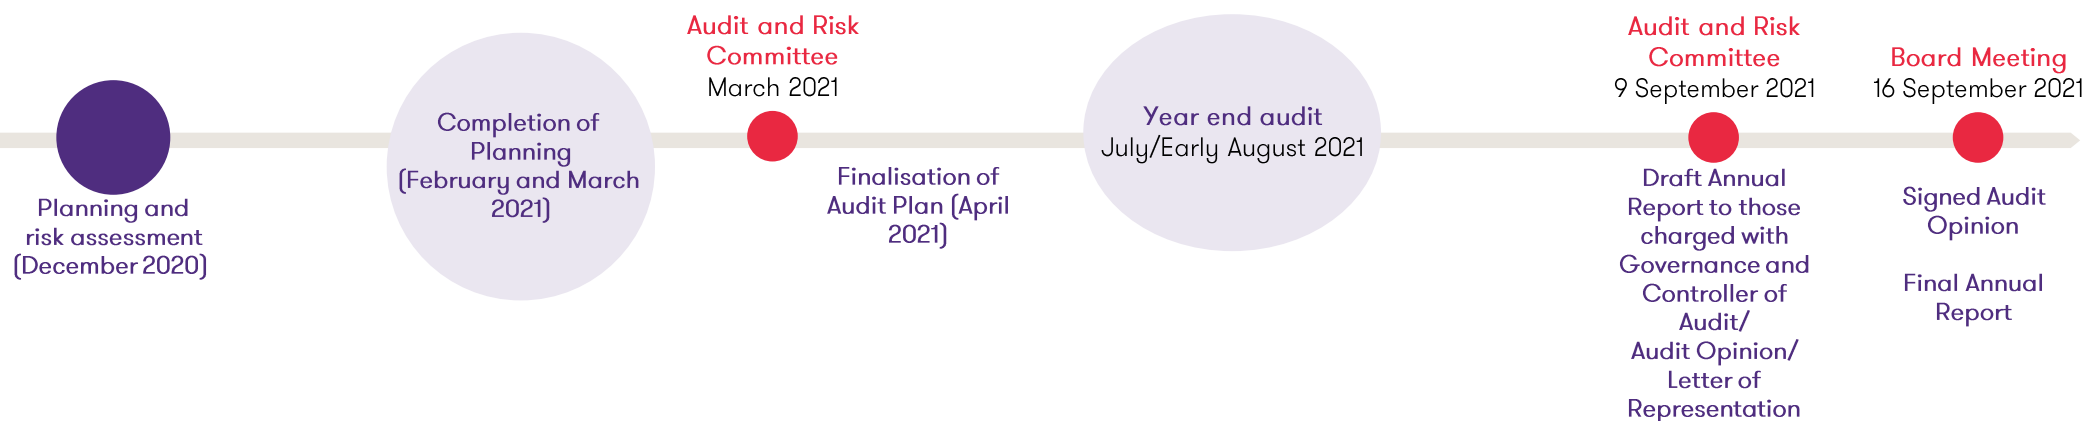 Planning and
risk assessment
(December 2020)
Completion of
Planning
(February and March
2021)
Audit and Risk
Committee
March 2021
Finalisation of
Audit Plan (April
2021)
Year end audit
July/Early August 2021
Audit and Risk
Committee
9 September 2021
Draft Annual
Report to those
charged with
Governance and
Controller of
Audit/
Audit Opinion/
Letter of
Representation
Board Meeting
16 September 2021
Signed Audit
Opinion
Final Annual
Report